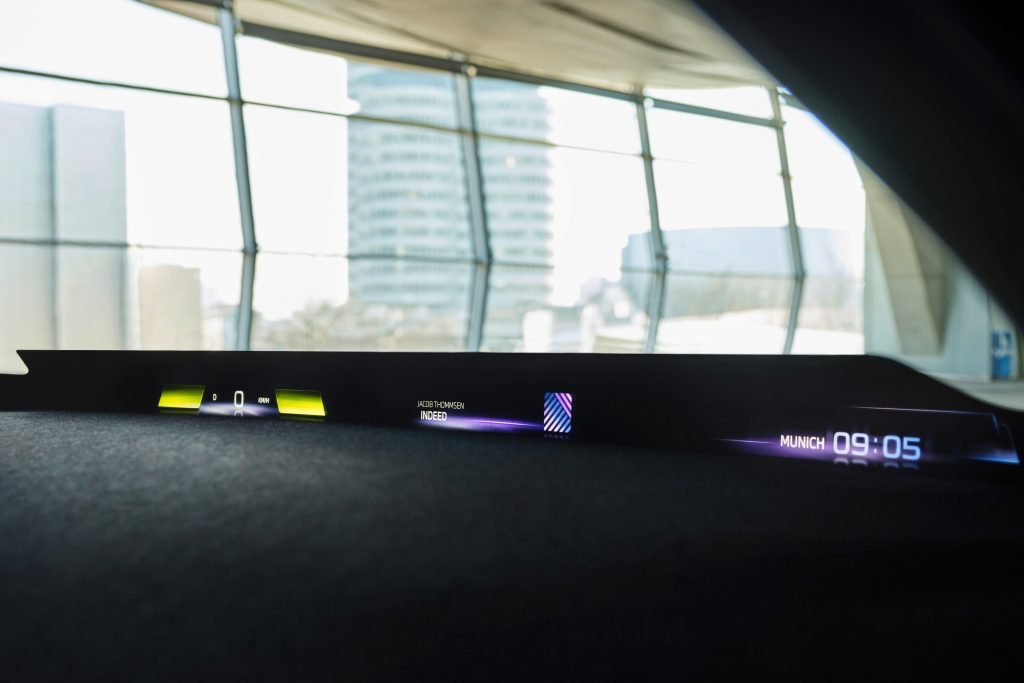 D 0 KM/H
JACOB THOMMSEN
INDEED
MUNICH 09:05